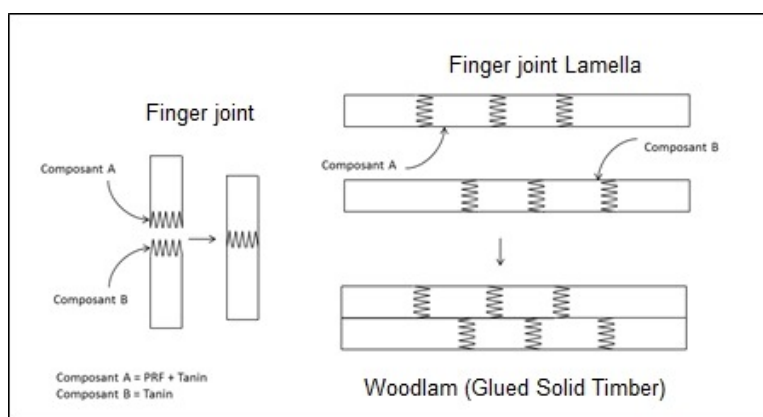 Finger joint
Composant A
Composant B
Composant A = PRF + Tanin
Composant B = Tanin
Finger joint Lamella
Composant A
Composant B
Woodlam (Glued Solid Timber)